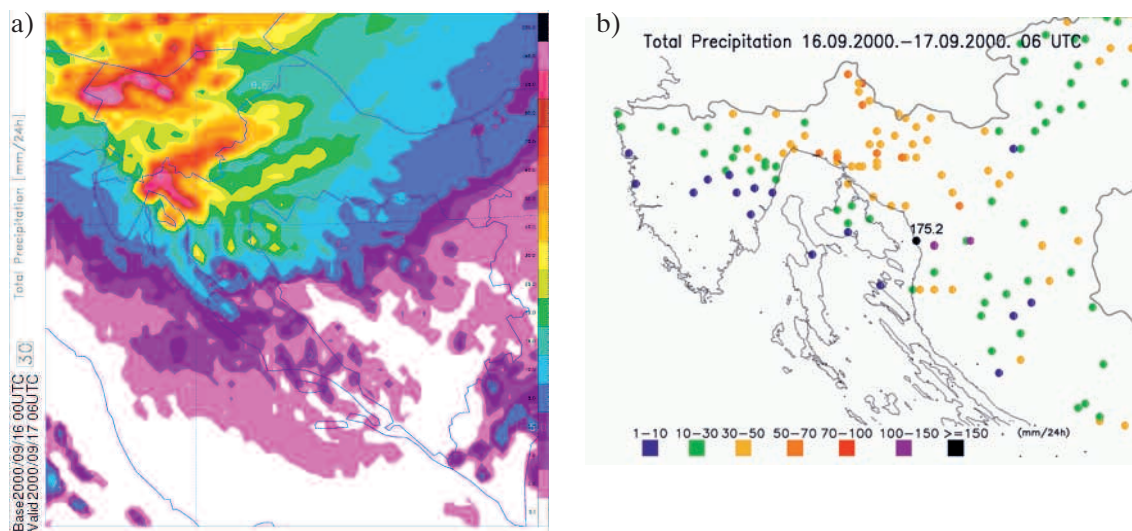 a)
Total Precipitation [mm/24h]
30
Base2000/09/16 00UTC
Valid2000/09/17 06UTC
b)
Total Precipitation 16.09.2000.–17.09.2000. 06 UTC
175.2
1–10 10–30 30–50 50–70 70–100 100–150 >=150 (mm/24h)